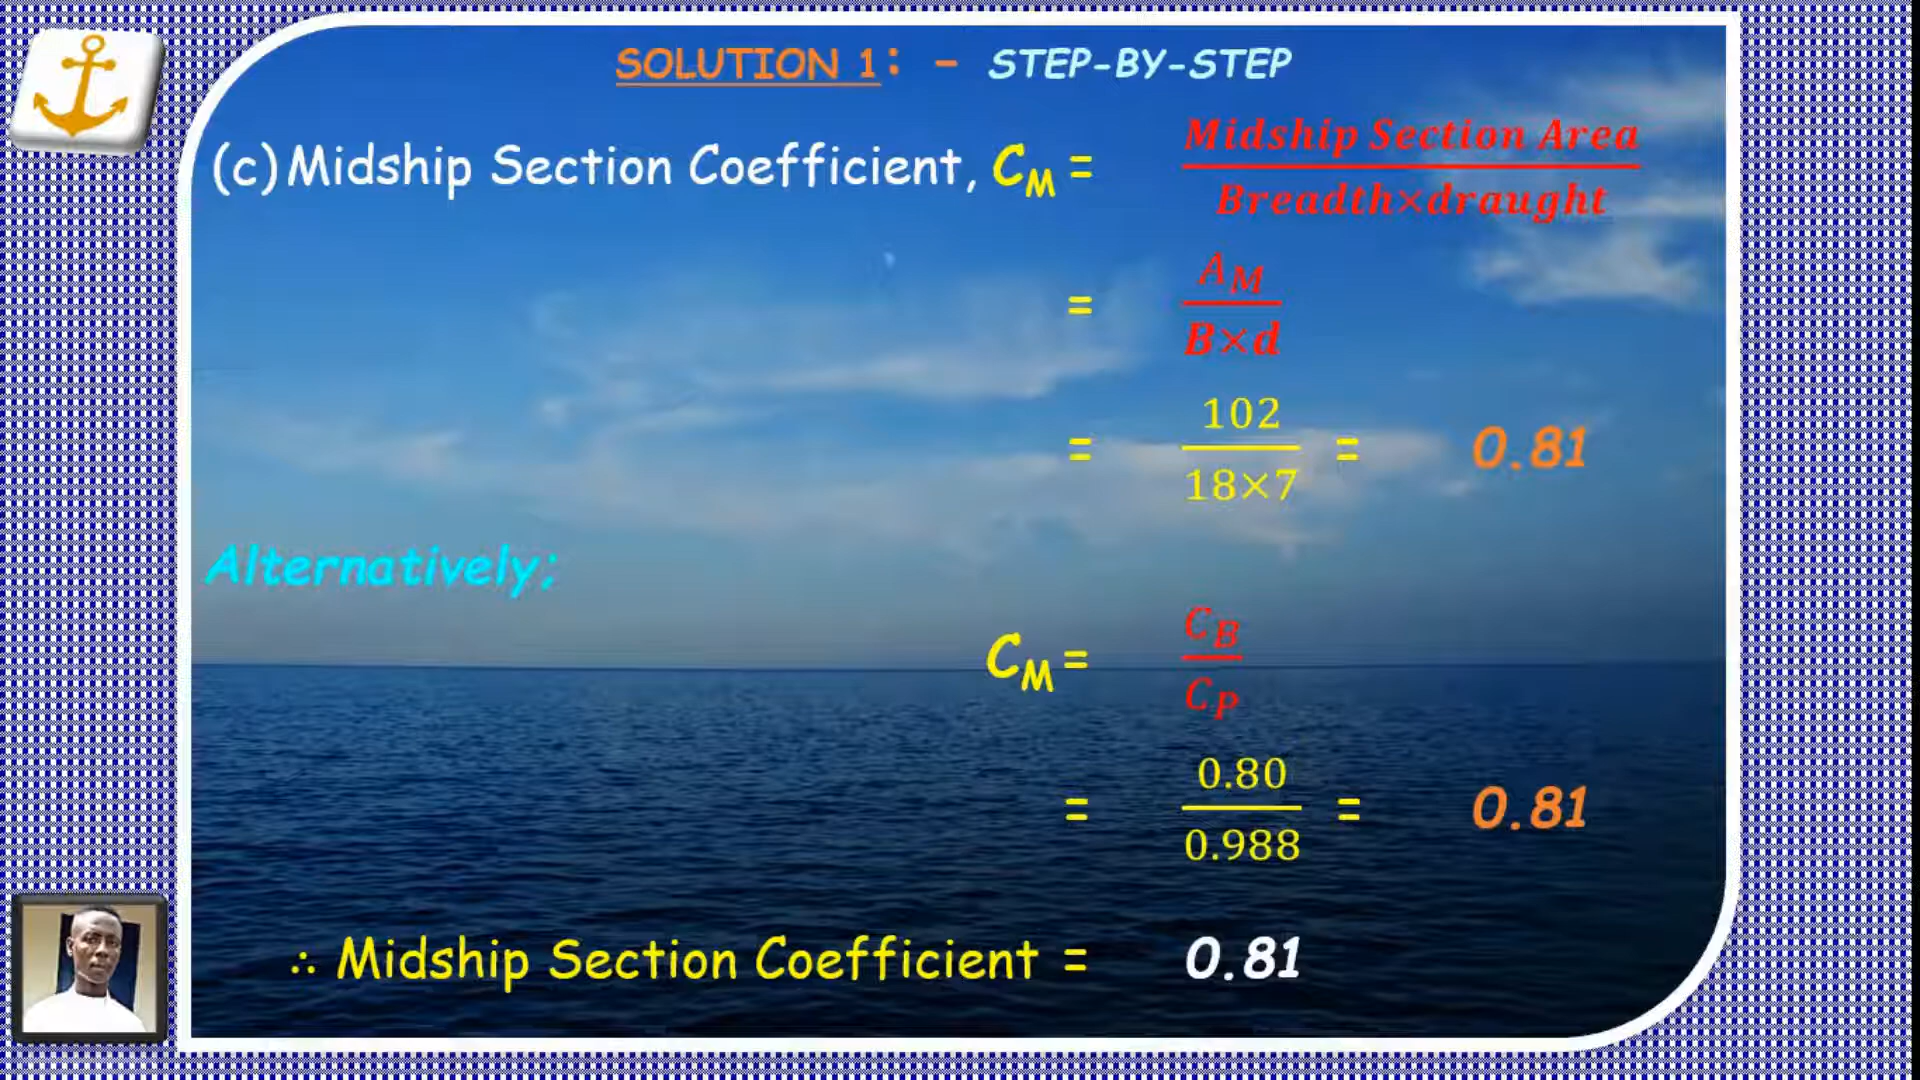 SOLUTION 1: - STEP-BY-STEP
(c) Midship Section Coefficient, C_M = Midship Section Area / Breadth×draught
= A_M / B×d
= 102 / 18×7 = 0.81
Alternatively;
C_M = C_B / C_P
= 0.80 / 0.988 = 0.81
∴ Midship Section Coefficient = 0.81